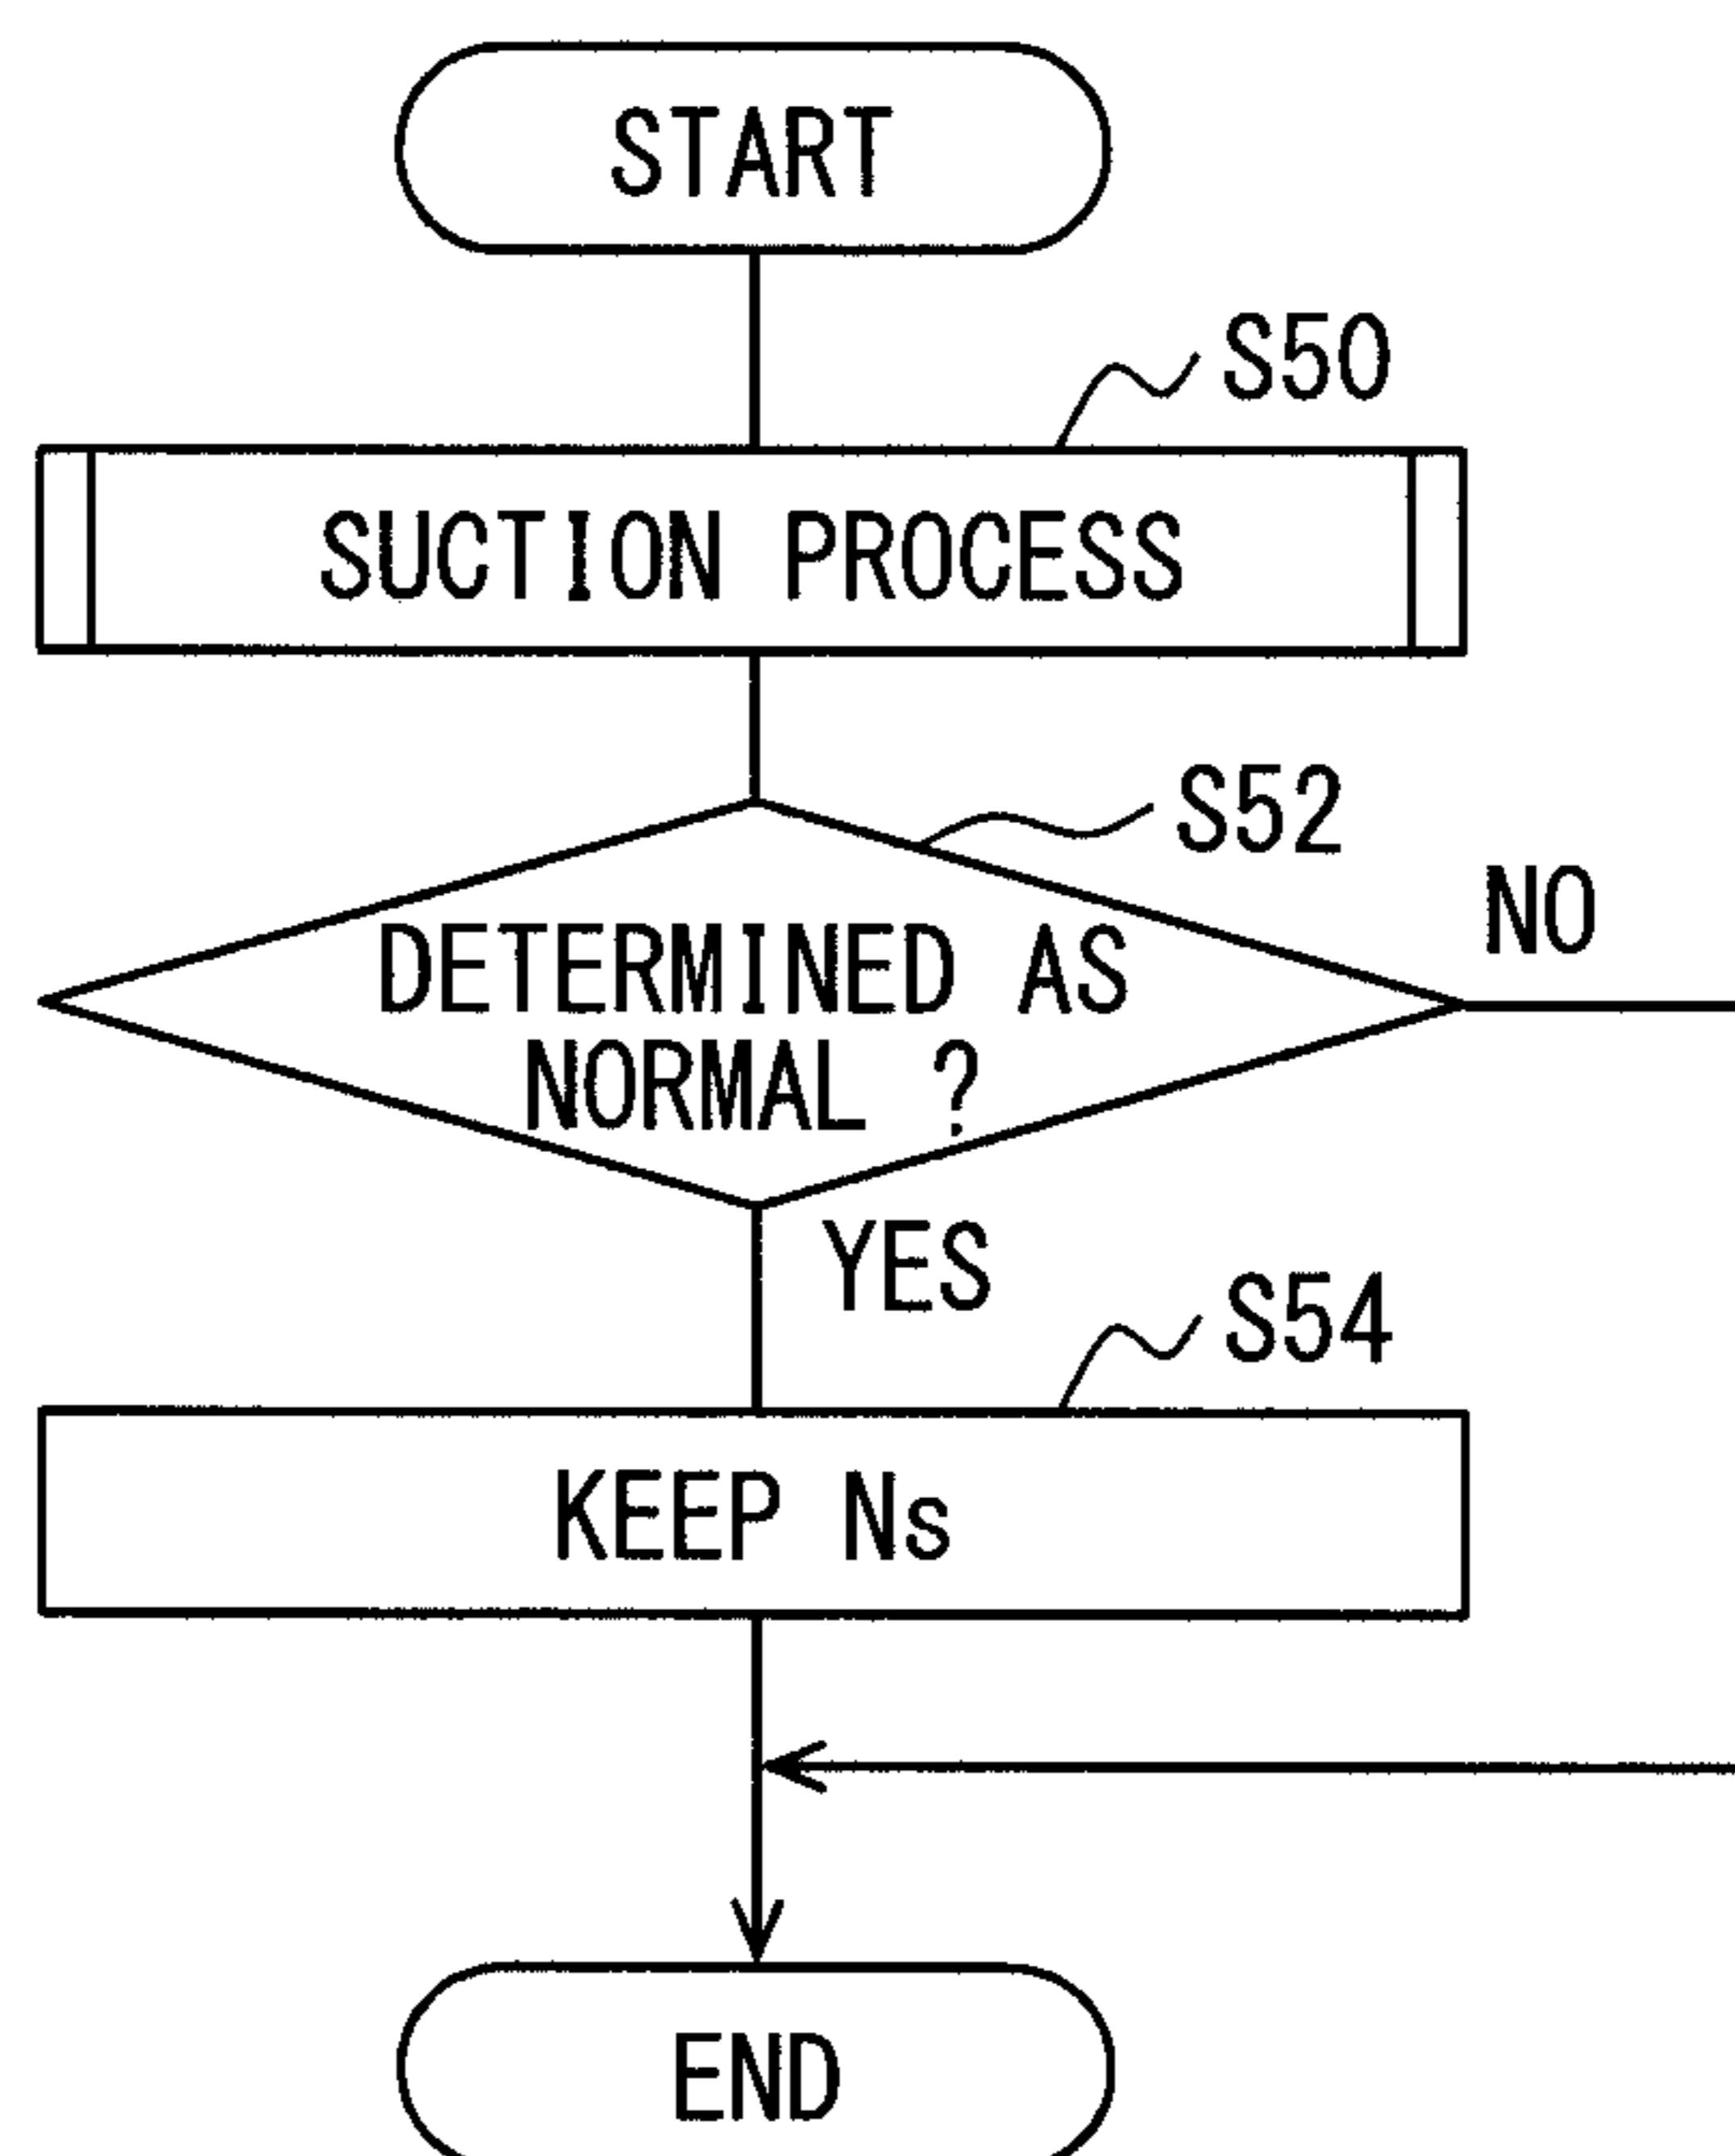 START
S50
SUCTION PROCESS
S52
NO
DETERMINED AS
NORMAL ?
YES
S54
KEEP Ns
END